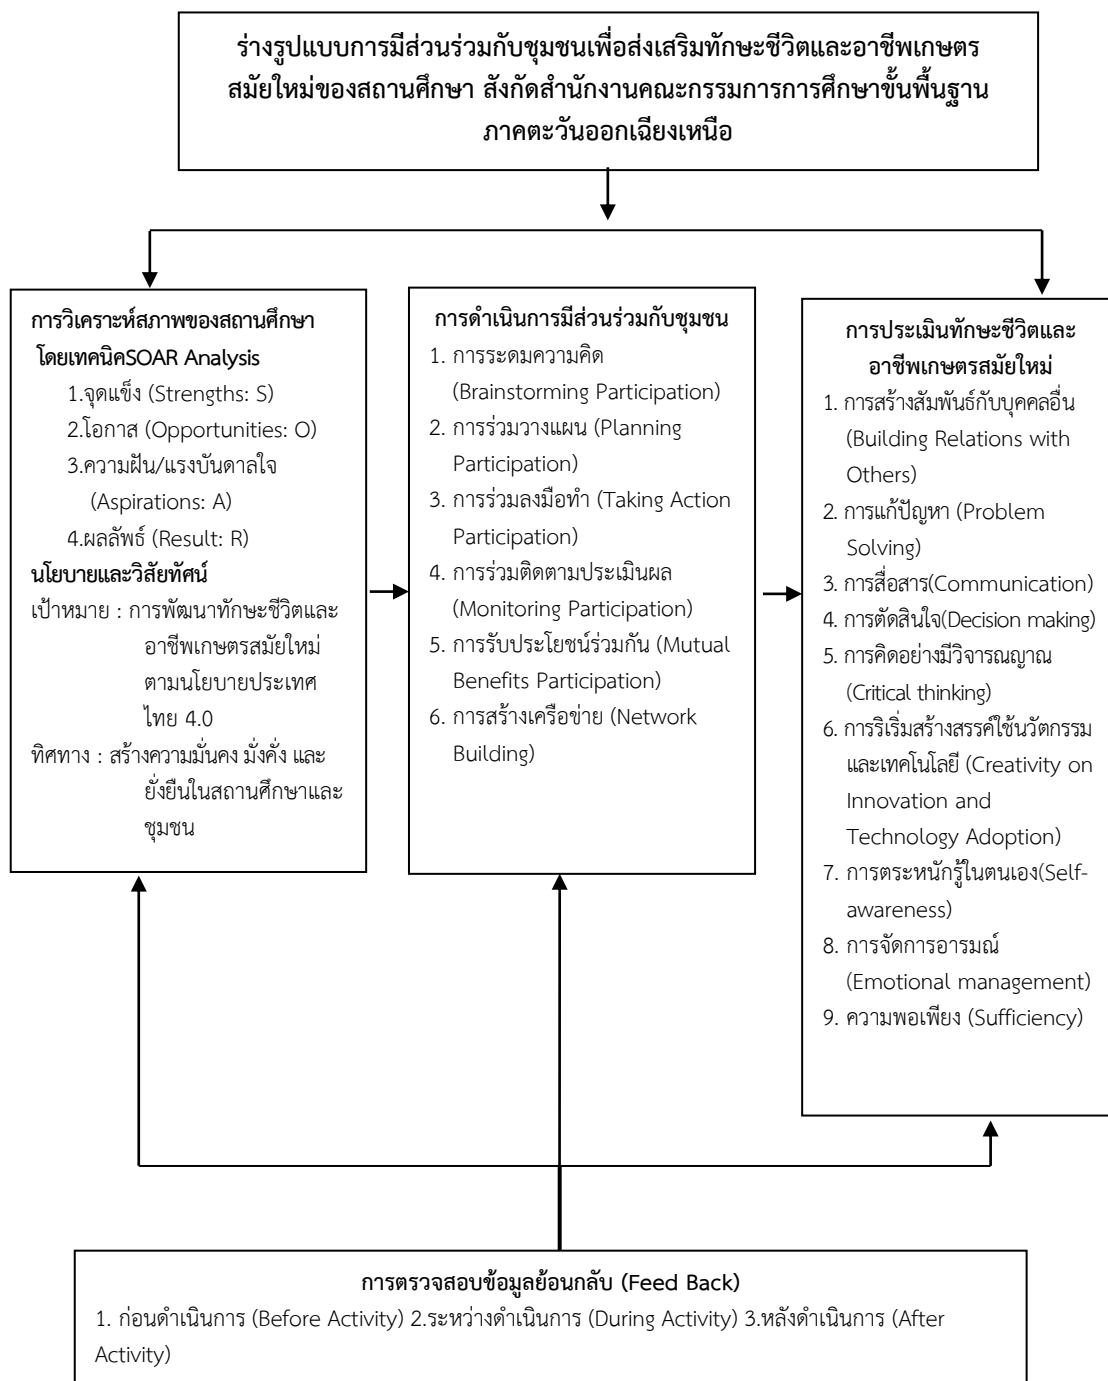 ร่างรูปแบบการมีส่วนร่วมกับชุมชนเพื่อส่งเสริมทักษะชีวิตและอาชีพเกษตร
สมัยใหม่ของสถานศึกษา สังกัดสำนักงานคณะกรรมการการศึกษาขั้นพื้นฐาน
ภาคตะวันออกเฉียงเหนือ
การวิเคราะห์สภาพของสถานศึกษา
โดยเทคนิคSOAR Analysis
1.จุดแข็ง (Strengths: S)
2.โอกาส (Opportunities: O)
3.ความฝัน/แรงบันดาลใจ
(Aspirations: A)
4.ผลลัพธ์ (Result: R)
นโยบายและวิสัยทัศน์
เป้าหมาย : การพัฒนาทักษะชีวิตและ
อาชีพเกษตรสมัยใหม่
ตามนโยบายประเทศ
ไทย 4.0
ทิศทาง : สร้างความมั่นคง มั่งคั่ง และ
ยั่งยืนในสถานศึกษาและ
ชุมชน
การดำเนินการมีส่วนร่วมกับชุมชน
1. การระดมความคิด
(Brainstorming Participation)
2. การร่วมวางแผน (Planning
Participation)
3. การร่วมลงมือทำ (Taking Action
Participation)
4. การร่วมติดตามประเมินผล
(Monitoring Participation)
5. การรับประโยชน์ร่วมกัน (Mutual
Benefits Participation)
6. การสร้างเครือข่าย (Network
Building)
การประเมินทักษะชีวิตและ
อาชีพเกษตรสมัยใหม่
1. การสร้างสัมพันธ์กับบุคคลอื่น
(Building Relations with
Others)
2. การแก้ปัญหา (Problem
Solving)
3. การสื่อสาร(Communication)
4. การตัดสินใจ(Decision making)
5. การคิดอย่างมีวิจารณญาณ
(Critical thinking)
6. การริเริ่มสร้างสรรค์ใช้นวัตกรรม
และเทคโนโลยี (Creativity on
Innovation and
Technology Adoption)
7. การตระหนักรู้ในตนเอง(Self-
awareness)
8. การจัดการอารมณ์
(Emotional management)
9. ความพอเพียง (Sufficiency)
การตรวจสอบข้อมูลย้อนกลับ (Feed Back)
1. ก่อนดำเนินการ (Before Activity) 2.ระหว่างดำเนินการ (During Activity) 3.หลังดำเนินการ (After
Activity)